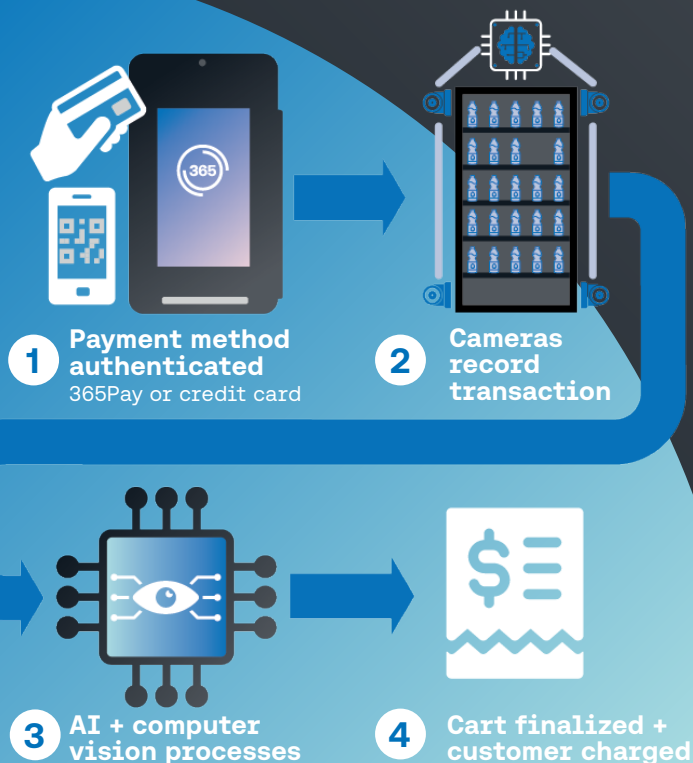 365
1
Payment method
authenticated
365Pay or credit card
2
Cameras
record
transaction
3
AI + computer
vision processes
4
Cart finalized +
customer charged